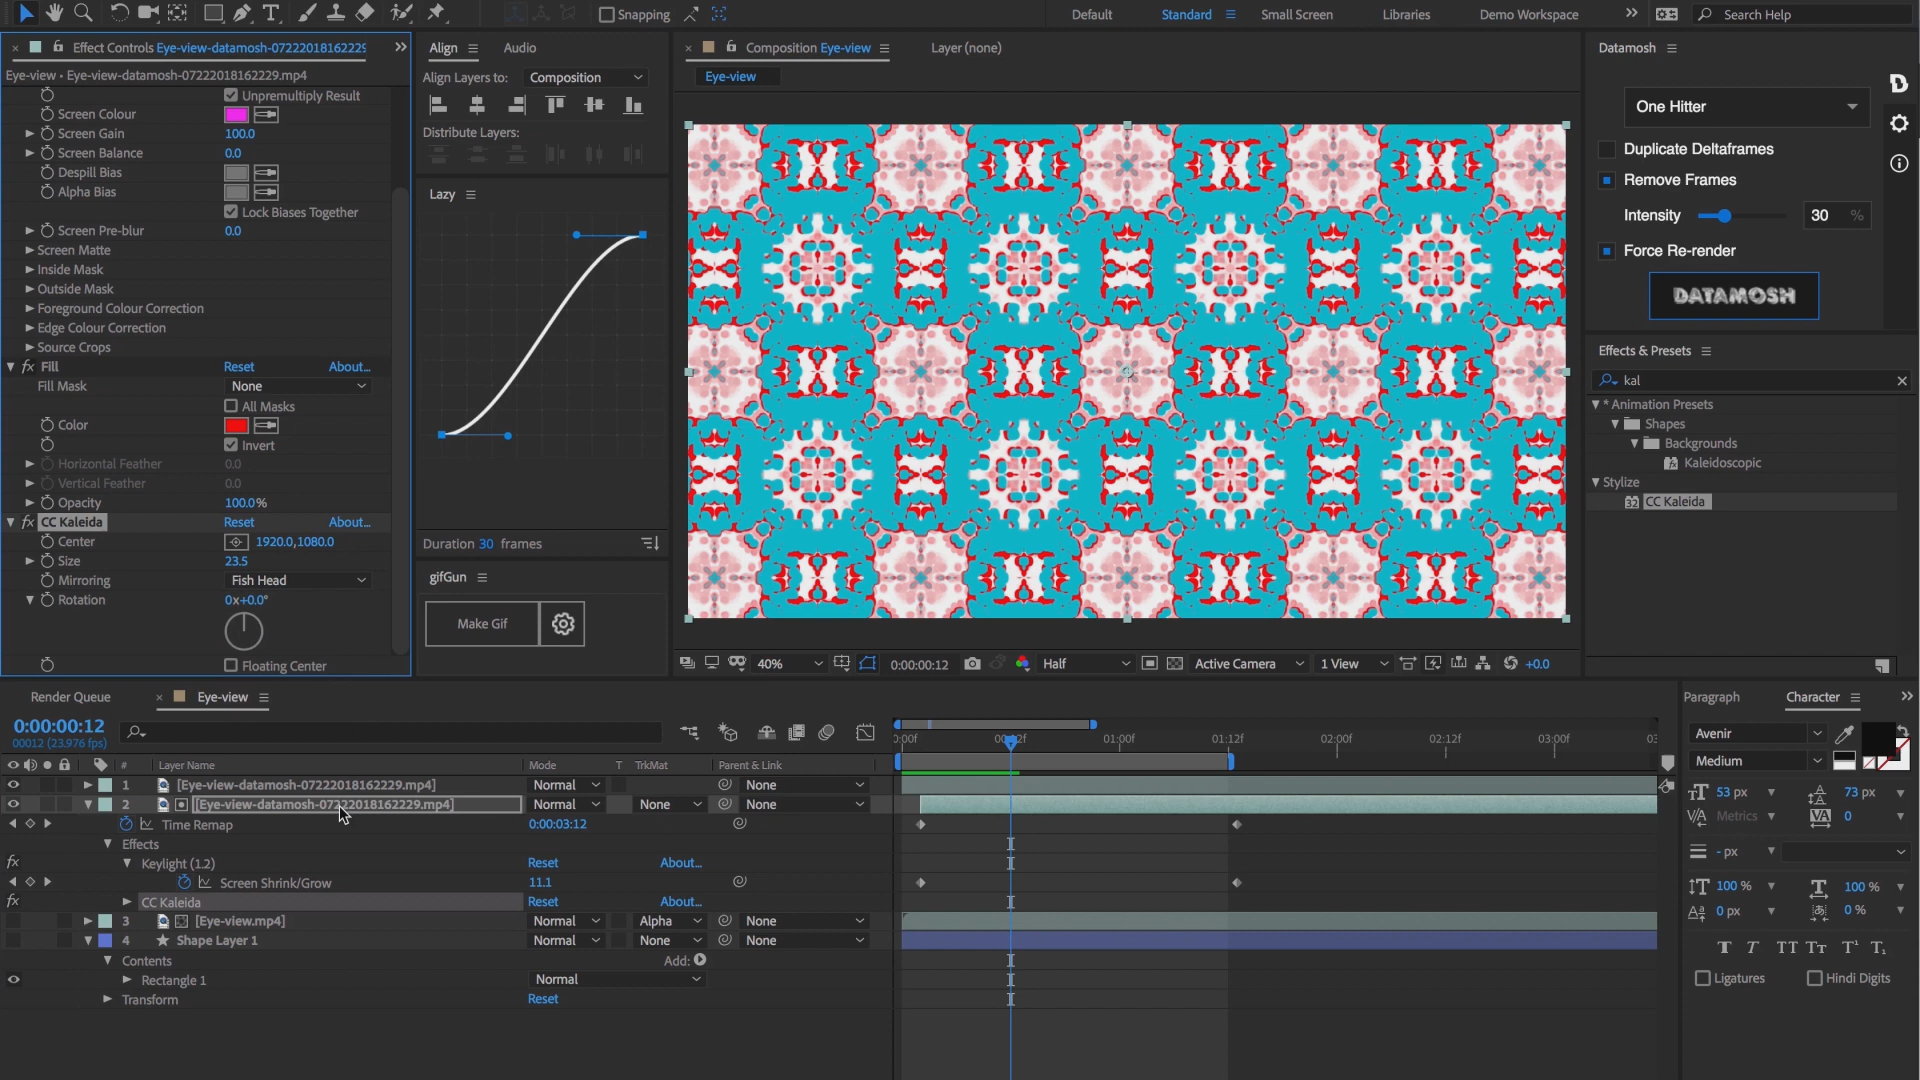 Snapping
Default
Standard
Small Screen
Libraries
Demo Workspace
Search Help
Effect Controls Eye-view-datamosh-07222018162229
Eye-view • Eye-view-datamosh-07222018162229.mp4
Unpremultiply Result
Screen Colour
Screen Gain 100.0
Screen Balance 0.0
Despill Bias
Alpha Bias
Lock Biases Together
Screen Pre-blur 0.0
Screen Matte
Inside Mask
Outside Mask
Foreground Colour Correction
Edge Colour Correction
Source Crops
fx Fill Reset About...
Fill Mask None
All Masks
Color
Invert
Horizontal Feather 0.0
Vertical Feather 0.0
Opacity 100.0%
fx CC Kaleida Reset About...
Center 1920.0,1080.0
Size 23.5
Mirroring Fish Head
Rotation 0x+0.0°
Floating Center
Align
Audio
Align Layers to: Composition
Distribute Layers:
Lazy
Duration 30 frames
gifGun
Make Gif
Composition Eye-view
Layer (none)
Eye-view
40%
0:00:00:12
Half
Active Camera
1 View
+0.0
Datamosh
One Hitter
Duplicate Deltaframes
Remove Frames
Intensity 30 %
Force Re-render
DATAMOSH
D
Effects & Presets
kal
* Animation Presets
Shapes
Backgrounds
Kaleidoscopic
Stylize
32 CC Kaleida
Render Queue
Eye-view
0:00:00:12
00012 (23.976 fps)
# Layer Name Mode T TrkMat Parent & Link
1 [Eye-view-datamosh-07222018162229.mp4] Normal None
2 [Eye-view-datamosh-07222018162229.mp4] Normal None None
Time Remap 0:00:03:12
Effects
fx Keylight (1.2) Reset About...
Screen Shrink/Grow 11.1
fx CC Kaleida Reset About...
3 [Eye-view.mp4] Normal Alpha None
4 Shape Layer 1 Normal None None
Contents Add:
Rectangle 1 Normal
Transform Reset
01:00f 01:12f 02:00f 02:12f 03:00f
Paragraph
Character
Avenir
Medium
53 px 73 px
Metrics 0
- px
100 % 100 %
0 px 0 %
T T TT Tt T¹ T₁
Ligatures
Hindi Digits